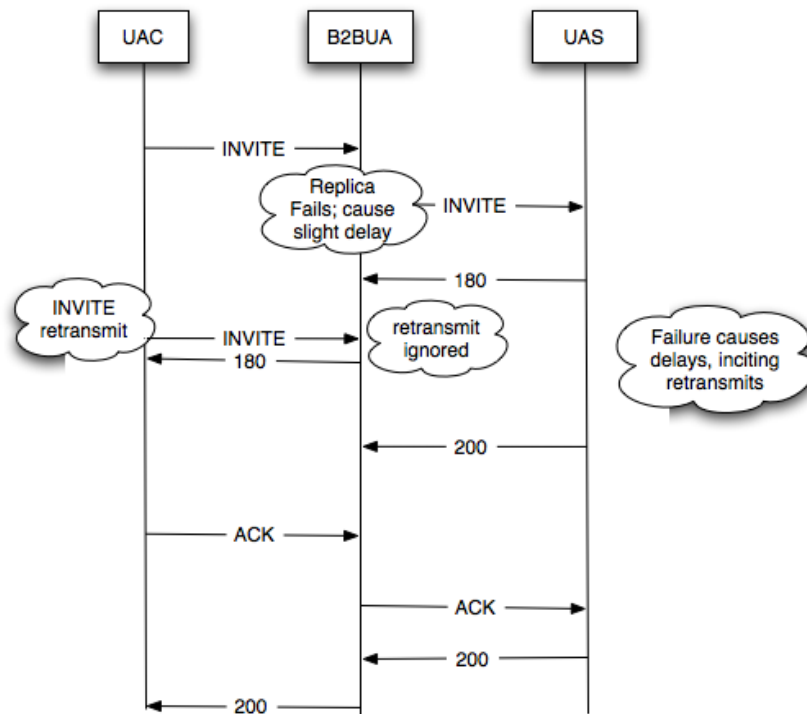 UAC
B2BUA
UAS
INVITE
Replica
Fails; cause
slight delay
INVITE
180
INVITE
retransmit
INVITE
retransmit
ignored
Failure causes
delays, inciting
retransmits
180
200
ACK
ACK
200
200